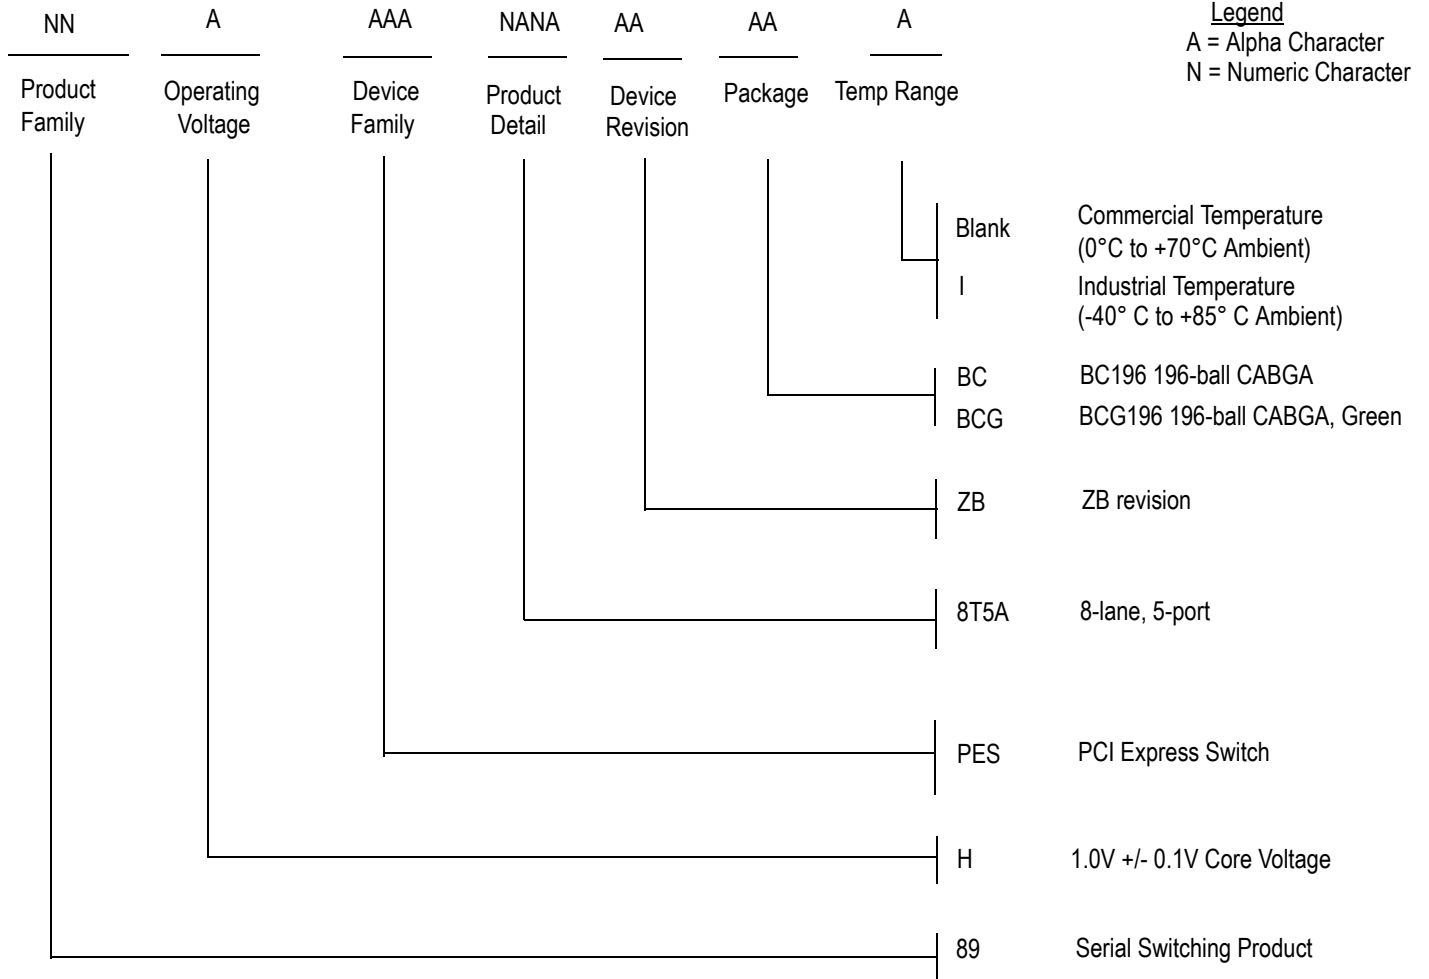 NN A AAA NANA AA AA A
Legend
A = Alpha Character
N = Numeric Character
Product
Family
Operating
Voltage
Device
Family
Product
Detail
Device
Revision
Package
Temp Range
Blank Commercial Temperature
(0°C to +70°C Ambient)
I Industrial Temperature
(-40° C to +85° C Ambient)
BC BC196 196-ball CABGA
BCG BCG196 196-ball CABGA, Green
ZB ZB revision
8T5A 8-lane, 5-port
PES PCI Express Switch
H 1.0V +/- 0.1V Core Voltage
89 Serial Switching Product